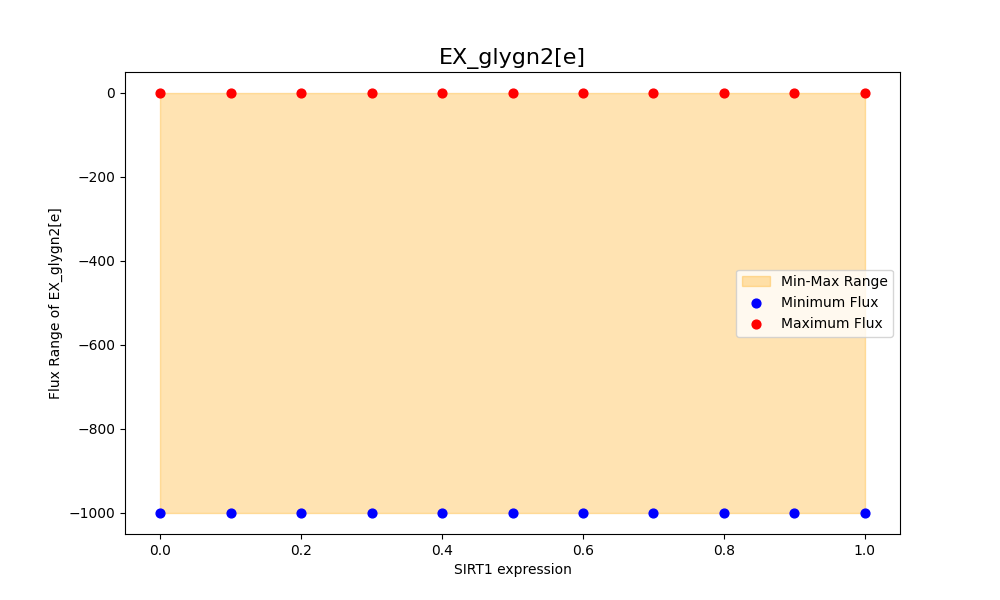 EX_glygn2[e]
Flux Range of EX_glygn2[e]
0
−200
−400
−600
−800
−1000
Min-Max Range
Minimum Flux
Maximum Flux
0.0 0.2 0.4 0.6 0.8 1.0
SIRT1 expression